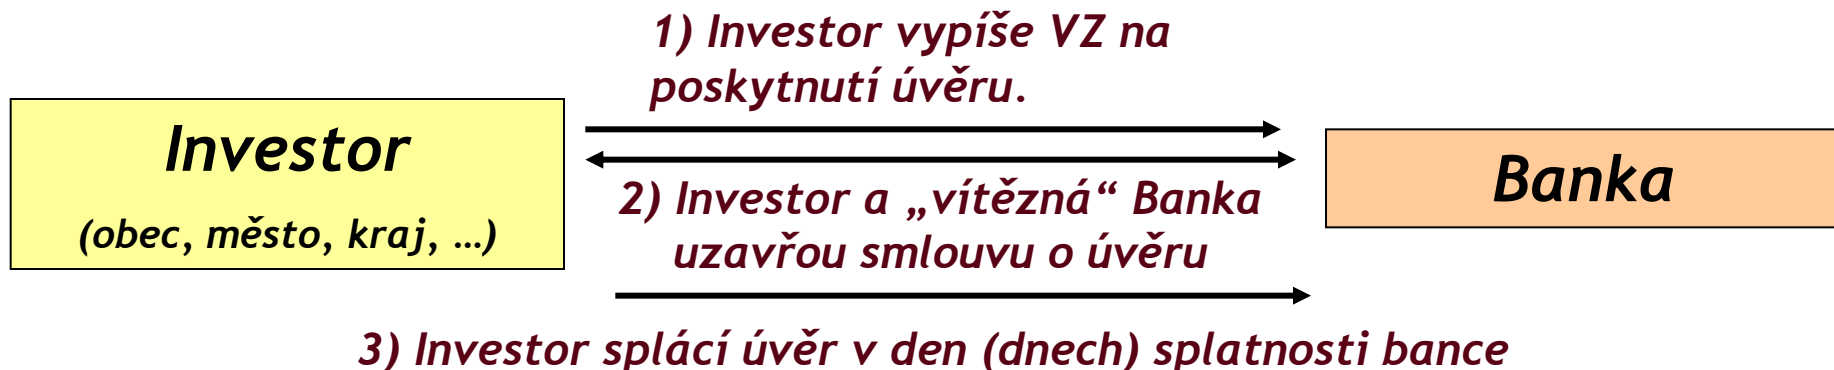 1) Investor vypíše VZ na
poskytnutí úvěru.
Investor
(obec, město, kraj, …)
Banka
2) Investor a „vítězná“ Banka
uzavřou smlouvu o úvěru
3) Investor splácí úvěr v den (dnech) splatnosti bance